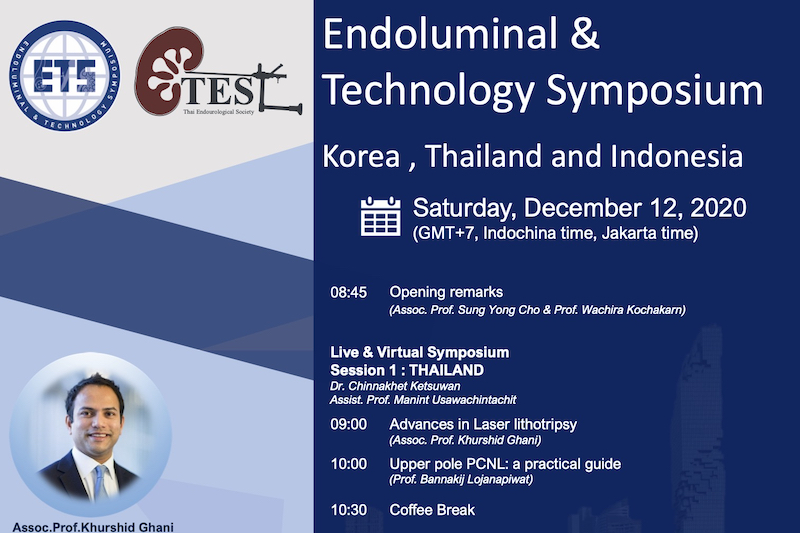 ETS
ENDOLUMINAL & TECHNOLOGY SYMPOSIUM
TEST
Thai Endourological Society
Endoluminal &
Technology Symposium
Korea , Thailand and Indonesia
Saturday, December 12, 2020
(GMT+7, Indochina time, Jakarta time)
08:45 Opening remarks
(Assoc. Prof. Sung Yong Cho & Prof. Wachira Kochakarn)
Live & Virtual Symposium
Session 1 : THAILAND
Dr. Chinnakhet Ketsuwan
Assist. Prof. Manint Usawachintachit
09:00 Advances in Laser lithotripsy
(Assoc. Prof. Khurshid Ghani)
10:00 Upper pole PCNL: a practical guide
(Prof. Bannakij Lojanapiwat)
10:30 Coffee Break
Assoc.Prof.Khurshid Ghani